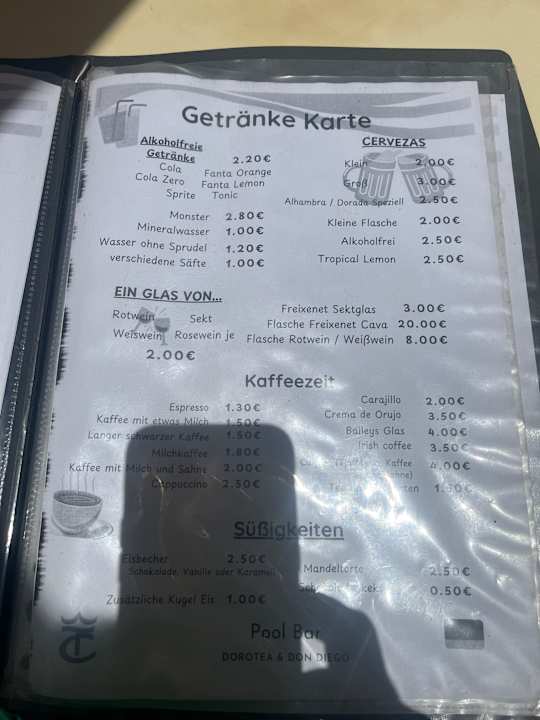 Getränke Karte
Alkoholfreie
Getränke 2.20€
Cola Fanta Orange
Cola Zero Fanta Lemon
Sprite Tonic
Monster 2.80€
Mineralwasser 1.00€
Wasser ohne Sprudel 1.20€
verschiedene Säfte 1.00€
CERVEZAS
Klein 2,00€
Groß 3.00€
Alhambra / Dorada Speziell 2.50€
Kleine Flasche 2.00€
Alkoholfrei 2.50€
Tropical Lemon 2.50€
EIN GLAS VON...
Rotwein Sekt
Weiswein Rosewein je
2.00€
Freixenet Sektglas 3.00€
Flasche Freixenet Cava 20.00€
Flasche Rotwein / Weißwein 8.00€
Kaffeezeit
Espresso 1.30€
Kaffee mit etwas Milch 1.50€
Langer schwarzer Kaffee 1.50€
Milchkaffee 1.80€
Kaffee mit Milch und Sahne 2.00€
Cappuccino 2.50€
Carajillo 2.00€
Crema de Orujo 3.50€
Baileys Glas 4.00€
Irish coffee 3.50€
Kaffee 4.00€
Süßigkeiten
Eisbecher 2.50€
Schokolade, Vanille oder Karamell
Zusätzliche Kugel Eis 1.00€
Mandeltorte 2.50€
0.50€
Pool Bar
DOROTEA & DON DIEGO